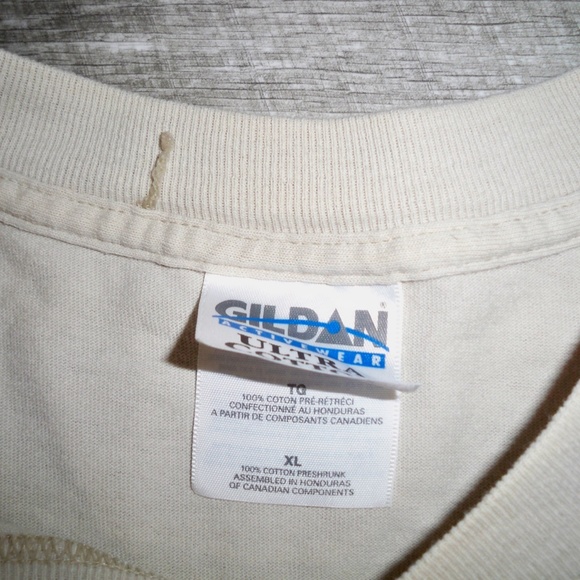 GILDAN®
ACTIVEWEAR
ULTRA
COTTO
TG
100% COTON PRÉ-RÉTRÉCI
CONFECTIONNÉ AU HONDURAS
A PARTIR DE COMPOSANTS CANADIENS
XL
100% COTTON PRESHRUNK
ASSEMBLED IN HONDURAS
OF CANADIAN COMPONENTS